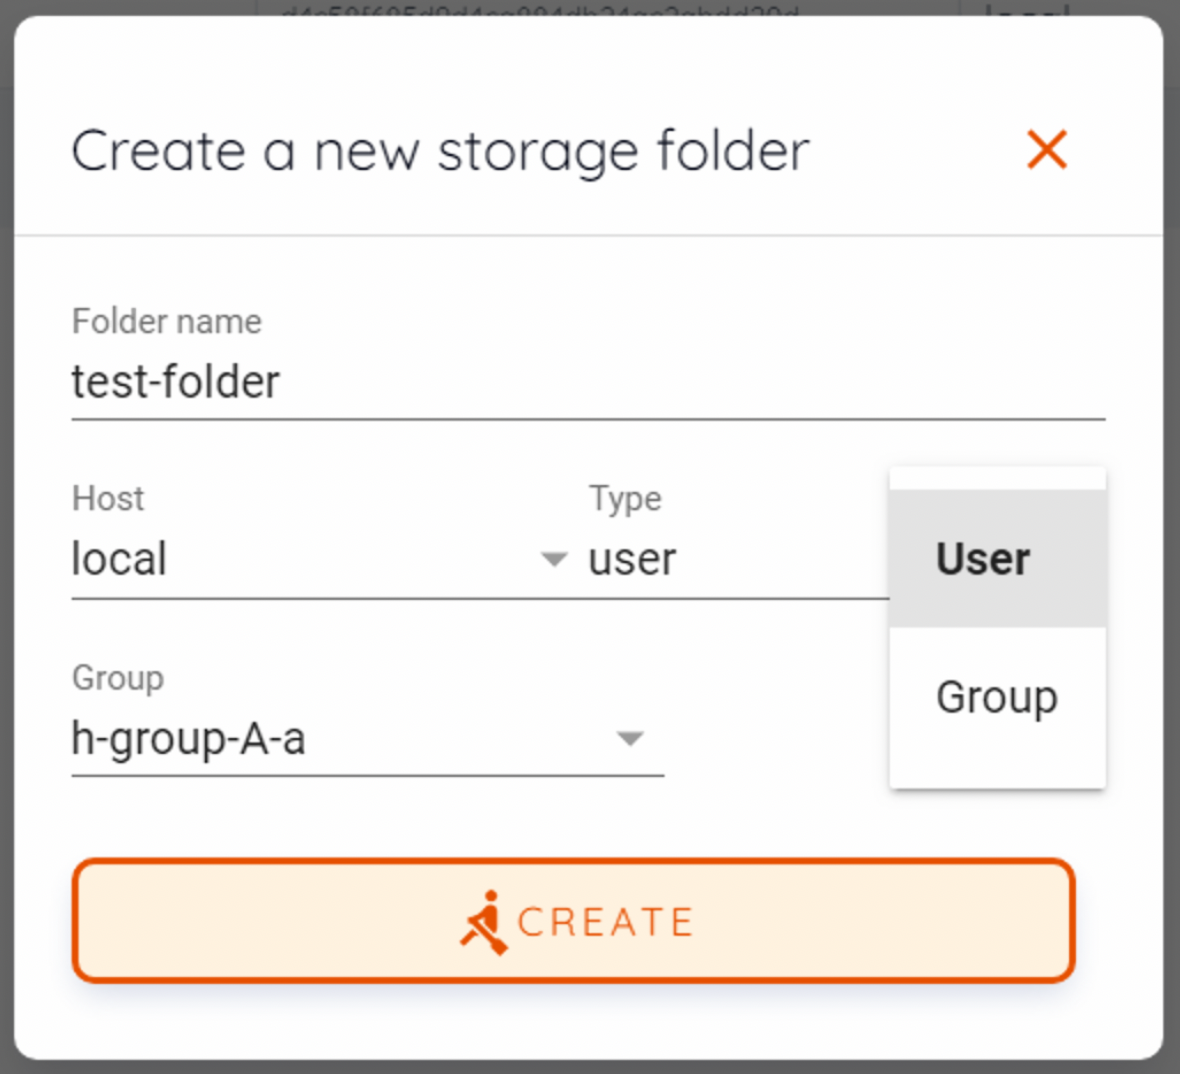 Create a new storage folder
Folder name
test-folder
Host
Type
local
user
User
Group
Group
h-group-A-a
CREATE